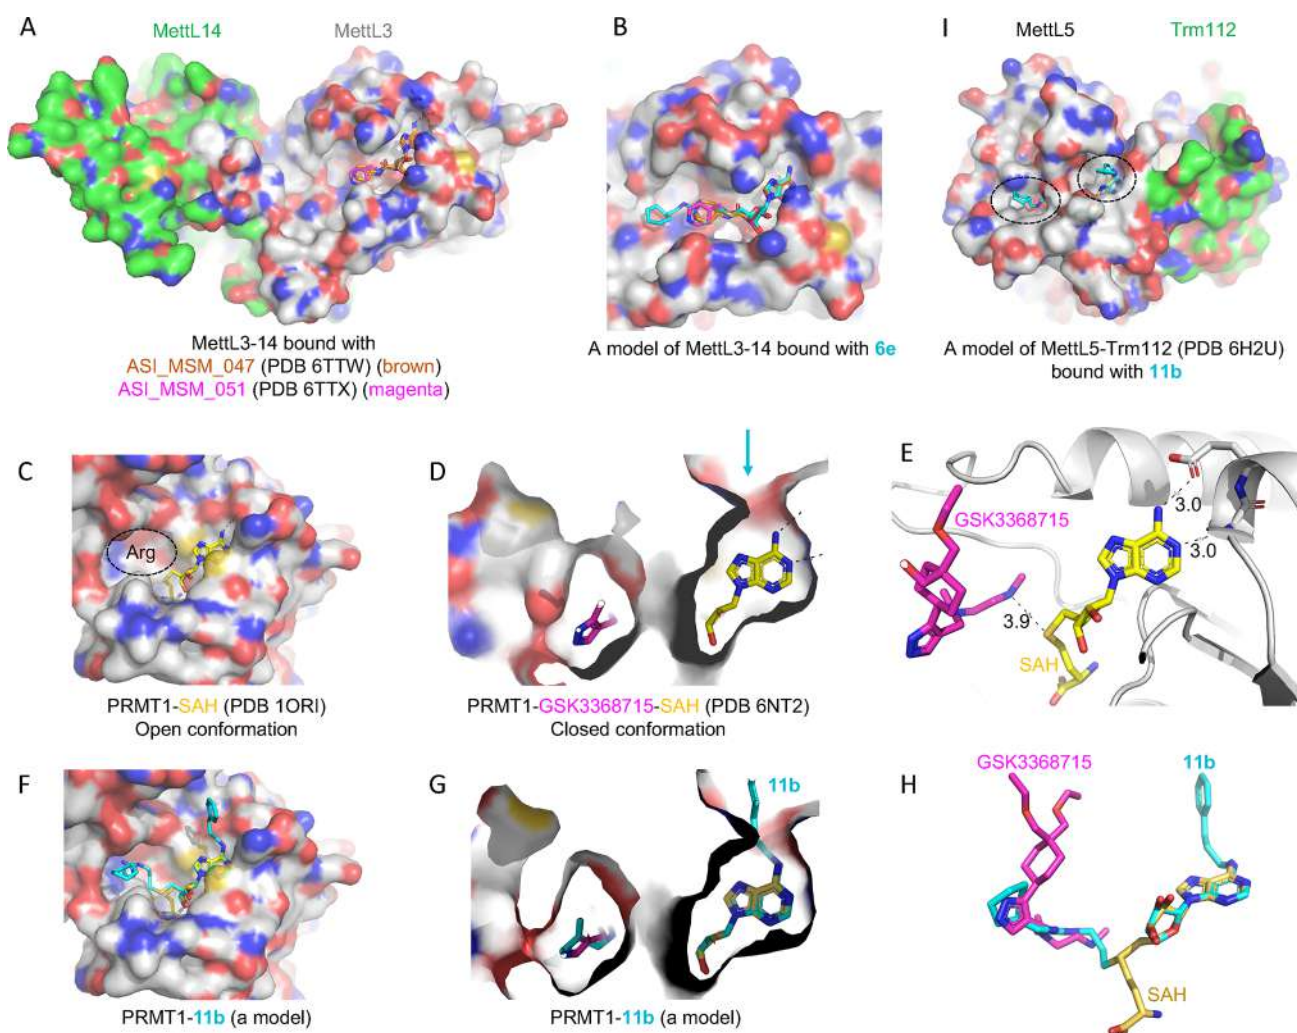 A
MettL14
MettL3
MettL3-14 bound with
ASI_MSM_047 (PDB 6TTW) (brown)
ASI_MSM_051 (PDB 6TTX) (magenta)
B
A model of MettL3-14 bound with 6e
I
MettL5
Trm112
A model of MettL5-Trm112 (PDB 6H2U)
bound with 11b
C
Arg
PRMT1-SAH (PDB 1ORI)
Open conformation
D
PRMT1-GSK3368715-SAH (PDB 6NT2)
Closed conformation
E
GSK3368715
3.0
3.0
3.9
SAH
F
PRMT1-11b (a model)
G
11b
PRMT1-11b (a model)
H
GSK3368715
11b
SAH